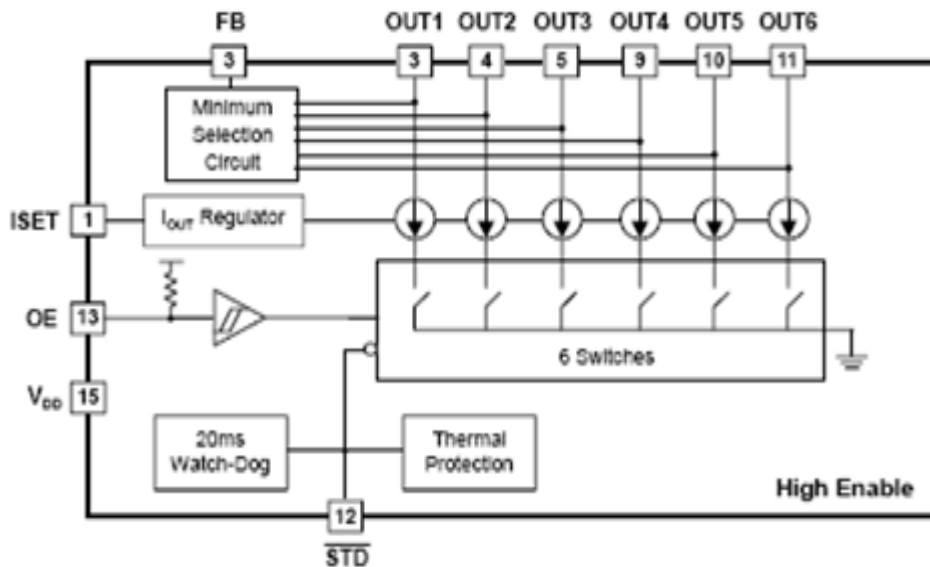 FB OUT1 OUT2 OUT3 OUT4 OUT5 OUT6
3 3 4 5 9 10 11
Minimum
Selection
Circuit
ISET 1 IOUT Regulator
OE 13
6 Switches
VDD 15
20ms
Watch-Dog
Thermal
Protection
High Enable
12
STD